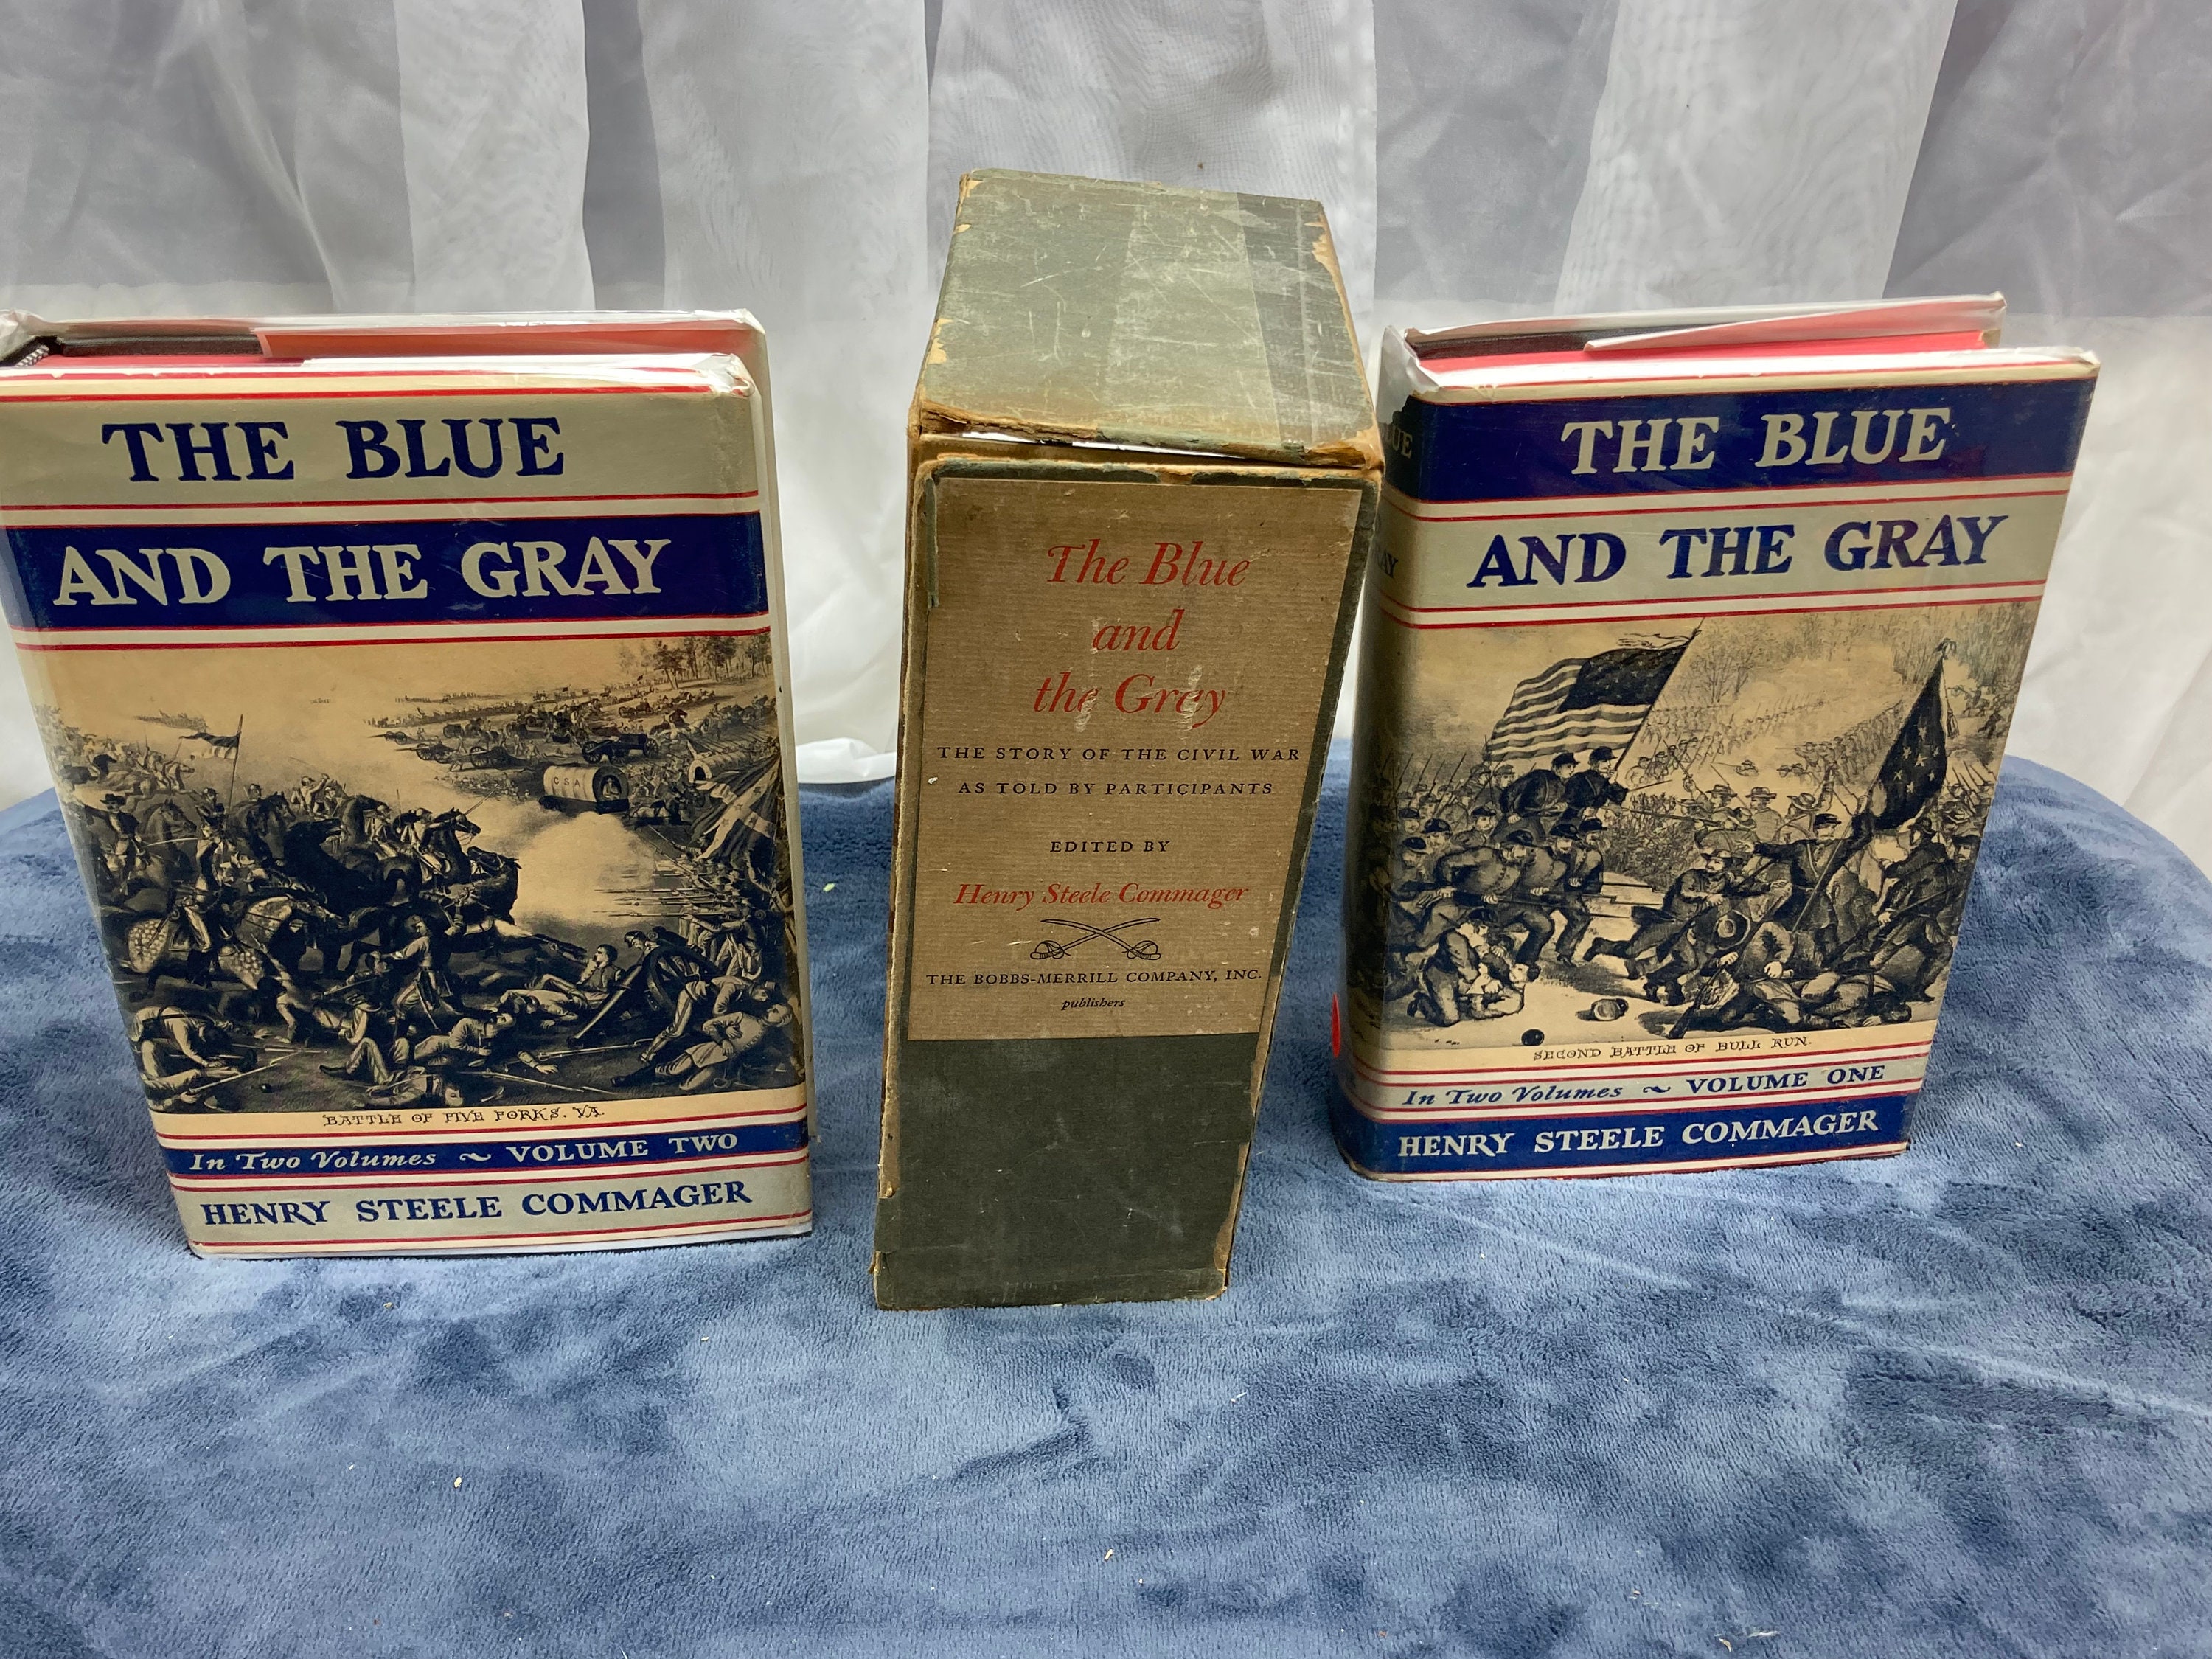 THE BLUE
AND THE GRAY
CSA
BATTLE OF FIVE FORKS, VA.
In Two Volumes ~ VOLUME TWO
HENRY STEELE COMMAGER
The Blue
and
the Gray
THE STORY OF THE CIVIL WAR
AS TOLD BY PARTICIPANTS
EDITED BY
Henry Steele Commager
THE BOBBS-MERRILL COMPANY, INC.
publishers
THE BLUE
AND THE GRAY
SECOND BATTLE OF BULL RUN.
In Two Volumes ~ VOLUME ONE
HENRY STEELE COMMAGER